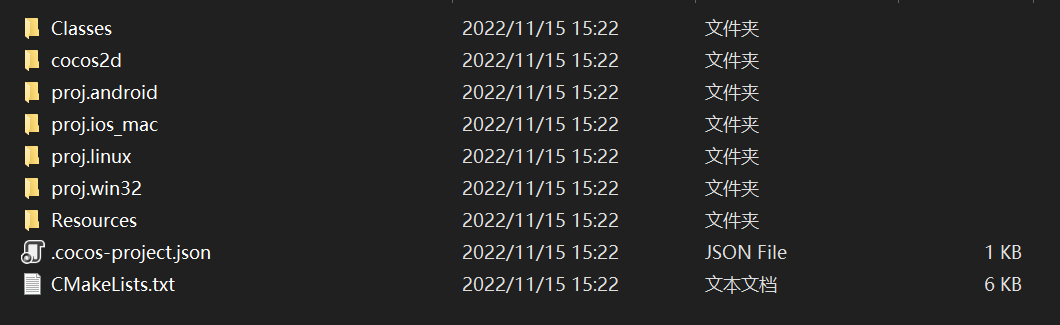 Classes 2022/11/15 15:22 文件夹
cocos2d 2022/11/15 15:22 文件夹
proj.android 2022/11/15 15:22 文件夹
proj.ios_mac 2022/11/15 15:22 文件夹
proj.linux 2022/11/15 15:22 文件夹
proj.win32 2022/11/15 15:22 文件夹
Resources 2022/11/15 15:22 文件夹
.cocos-project.json 2022/11/15 15:22 JSON File 1 KB
CMakeLists.txt 2022/11/15 15:22 文本文档 6 KB